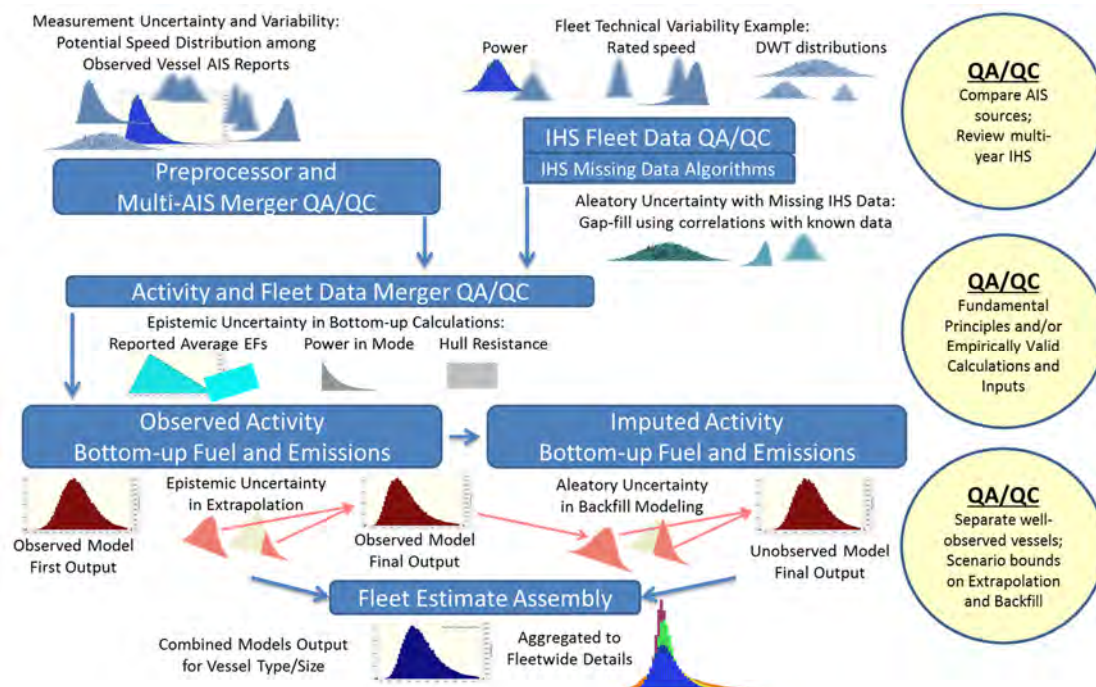 Measurement Uncertainty and Variability:
Potential Speed Distribution among
Observed Vessel AIS Reports
Fleet Technical Variability Example:
Power
Rated speed
DWT distributions
QA/QC
Compare AIS
sources;
Review multi-
year IHS
Preprocessor and
Multi-AIS Merger QA/QC
IHS Fleet Data QA/QC
IHS Missing Data Algorithms
Aleatory Uncertainty with Missing IHS Data:
Gap-fill using correlations with known data
Activity and Fleet Data Merger QA/QC
QA/QC
Fundamental
Principles and/or
Empirically Valid
Calculations and
Inputs
Epistemic Uncertainty in Bottom-up Calculations:
Reported Average EFs
Power in Mode
Hull Resistance
Observed Activity
Bottom-up Fuel and Emissions
Imputed Activity
Bottom-up Fuel and Emissions
Epistemic Uncertainty
in Extrapolation
Aleatory Uncertainty
in Backfill Modeling
Observed Model
First Output
Observed Model
Final Output
Unobserved Model
Final Output
QA/QC
Separate well-
observed vessels;
Scenario bounds
on Extrapolation
and Backfill
Fleet Estimate Assembly
Combined Models Output
for Vessel Type/Size
Aggregated to
Fleetwide Details